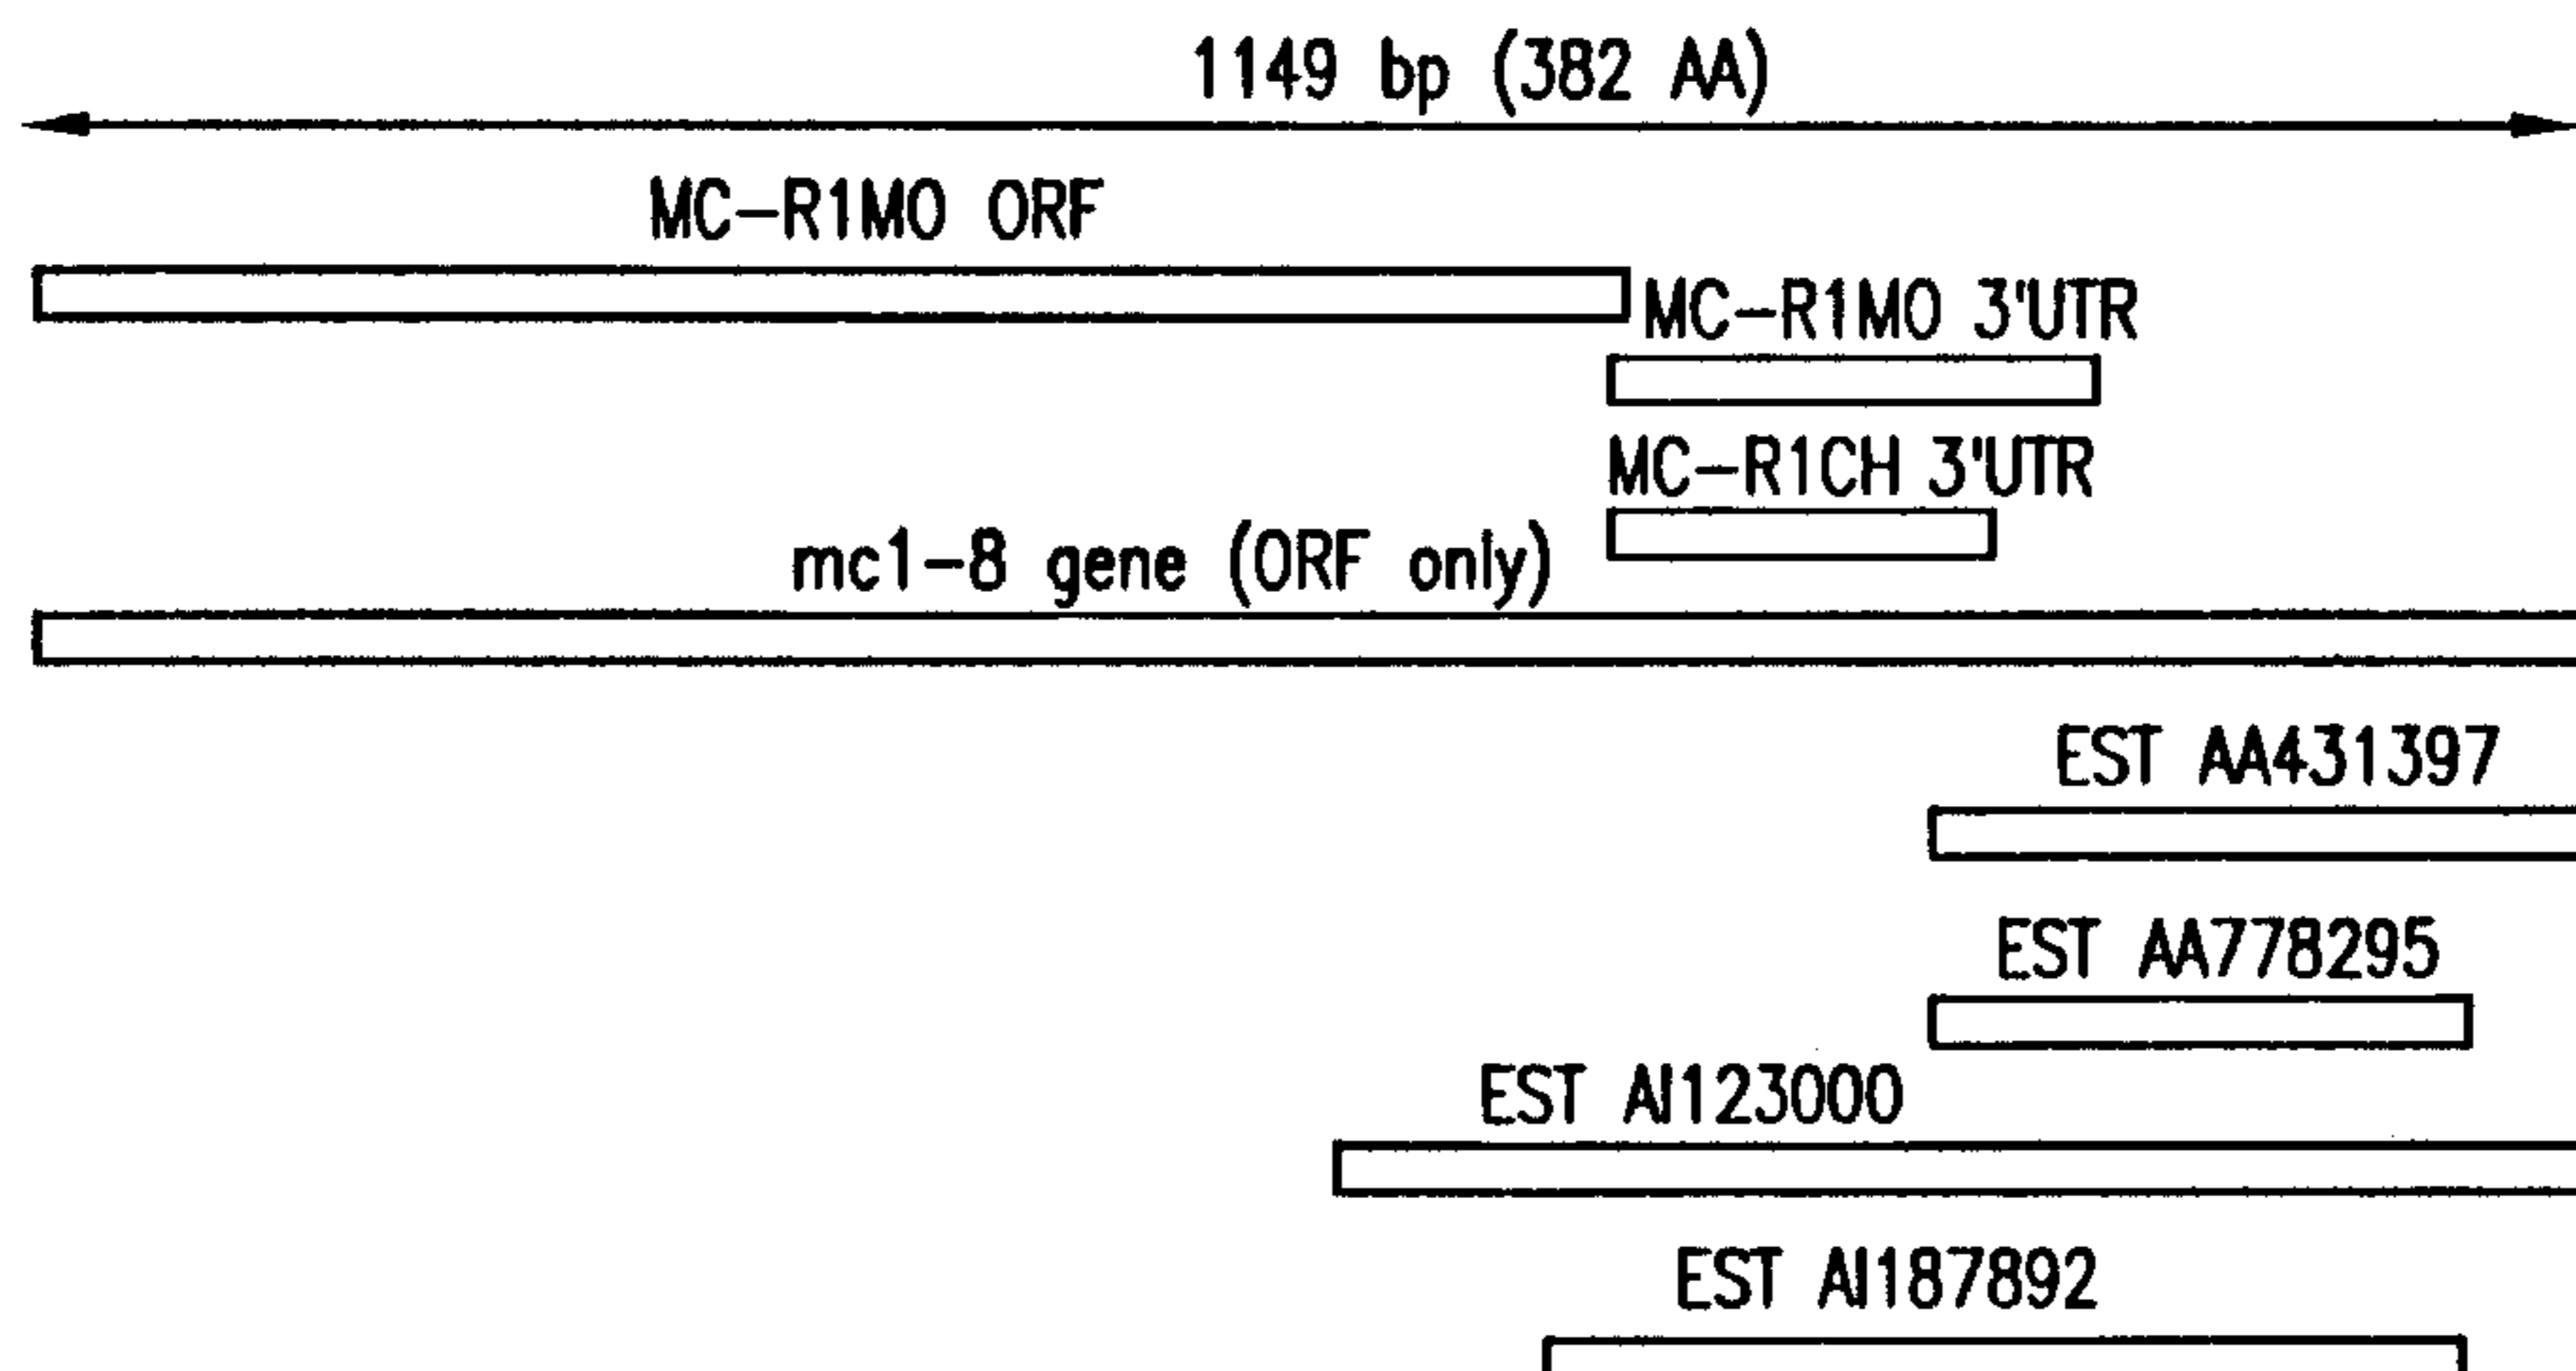 1149 bp (382 AA)
MC-R1MO ORF
MC-R1MO 3'UTR
MC-R1CH 3'UTR
mc1-8 gene (ORF only)
EST AA431397
EST AA778295
EST AI123000
EST AI187892